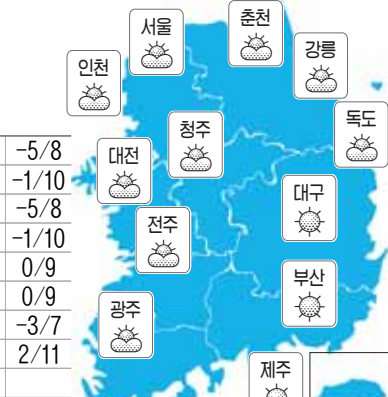 서울
춘천
강릉
인천
독도
청주
대전
대구
전주
부산
광주
제주
-5/8
-1/10
-5/8
-1/10
0/9
0/9
-3/7
2/11